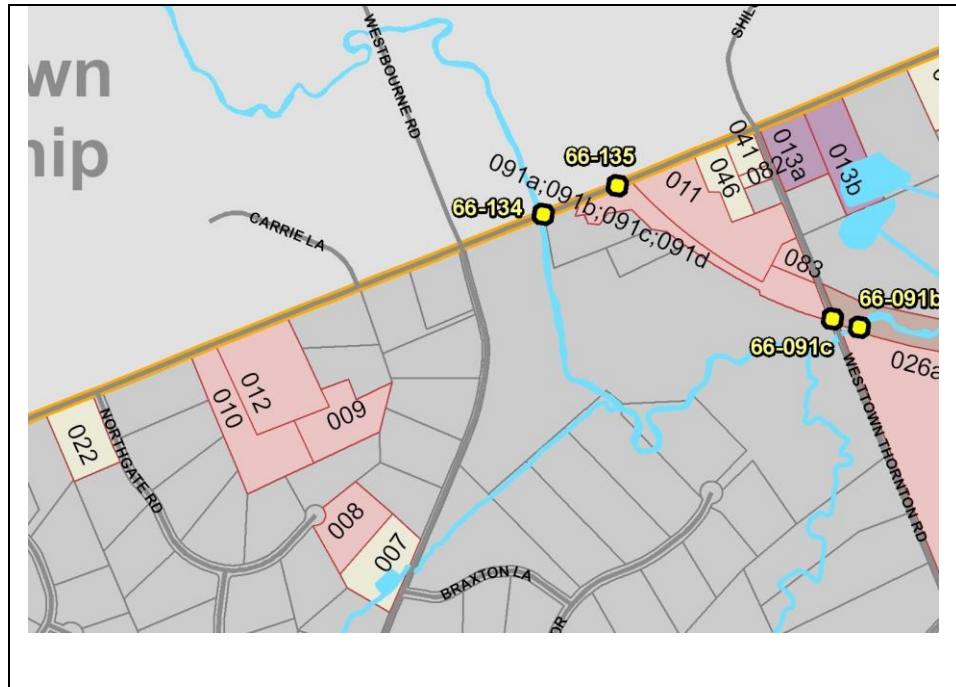 wn
hip
WESTBOURNE RD
SHIL
66-135
091a;091b;091c;091d
66-134
011
046
041
082
013a
013b
CARRIE LA
083
66-091b
66-091c
026a
WESTTOWN THORNTON RD
012
010
009
022
NORTHGATE RD
008
007
BRAXTON LA
OR